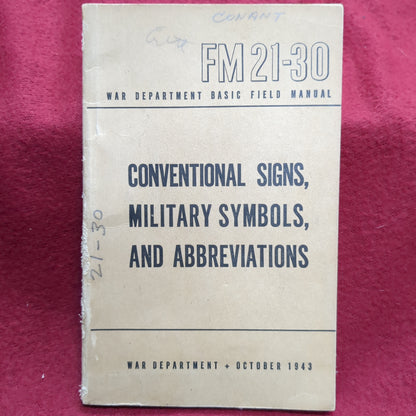 CONANT
FM 21-30
WAR DEPARTMENT BASIC FIELD MANUAL
CONVENTIONAL SIGNS,
MILITARY SYMBOLS,
AND ABBREVIATIONS
21-30
WAR DEPARTMENT • OCTOBER 1943